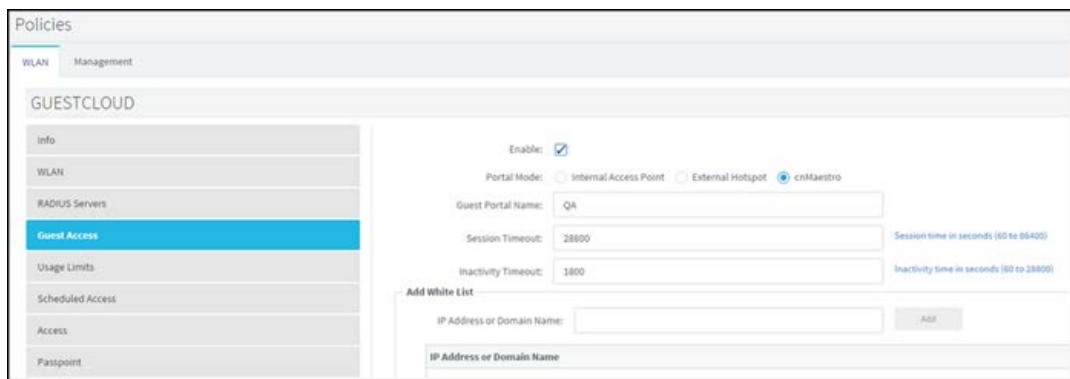 Policies
WLAN Management
GUESTCLOUD
Info
WLAN
RADIUS Servers
Guest Access
Usage Limits
Scheduled Access
Access
Passpoint
Enable:
Portal Mode: Internal Access Point External Hotspot cnMaestro
Guest Portal Name: QA
Session Timeout: 28800 Session time in seconds (60 to 86400)
Inactivity Timeout: 1800 Inactivity time in seconds (60 to 28800)
Add White List
IP Address or Domain Name: Add
IP Address or Domain Name